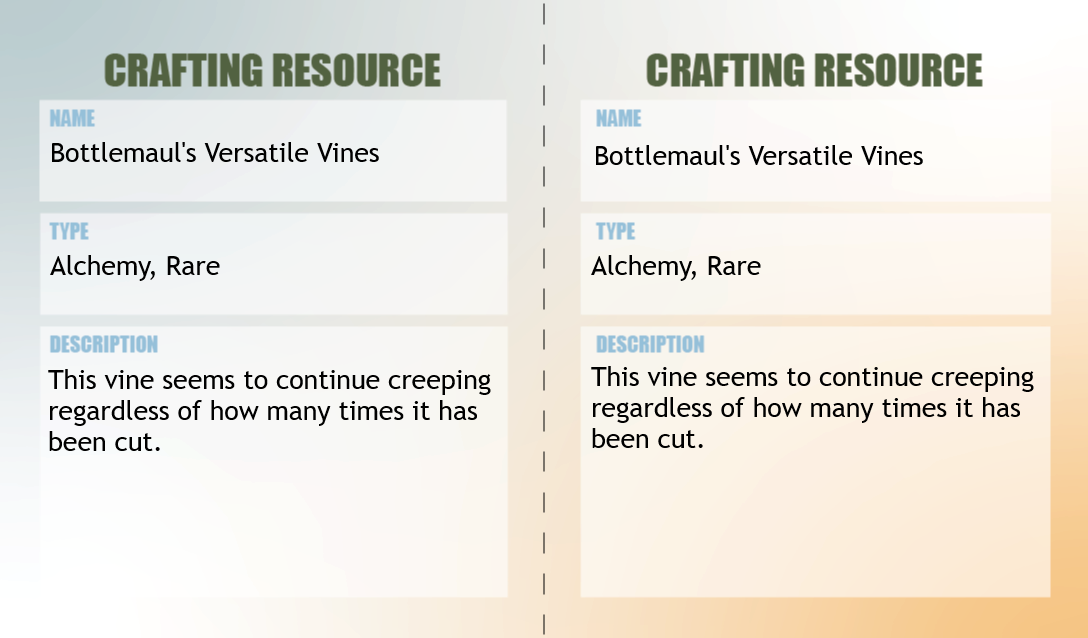 CRAFTING RESOURCE
NAME
Bottlemaul's Versatile Vines
TYPE
Alchemy, Rare
DESCRIPTION
This vine seems to continue creeping
regardless of how many times it has
been cut.
CRAFTING RESOURCE
NAME
Bottlemaul's Versatile Vines
TYPE
Alchemy, Rare
DESCRIPTION
This vine seems to continue creeping
regardless of how many times it has
been cut.